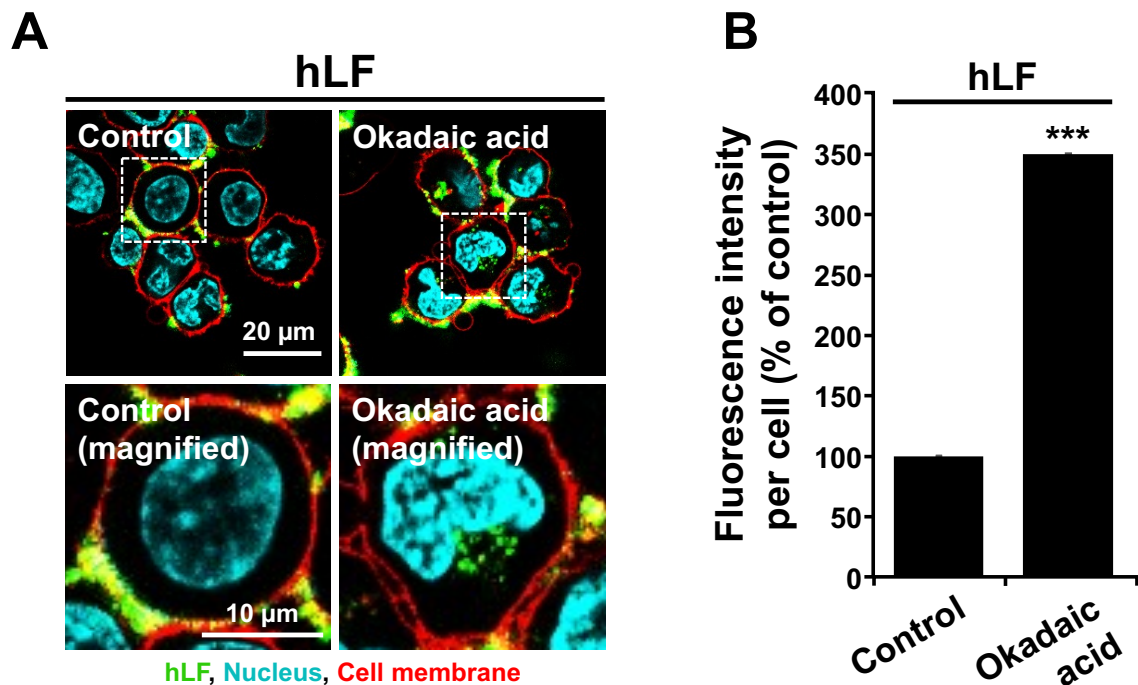 A
hLF
Control
Okadaic acid
20 µm
Control
(magnified)
Okadaic acid
(magnified)
10 µm
hLF, Nucleus, Cell membrane
B
hLF
Fluorescence intensity
per cell (% of control)
400
350
300
250
200
150
100
50
0
***
Control
Okadaic
acid